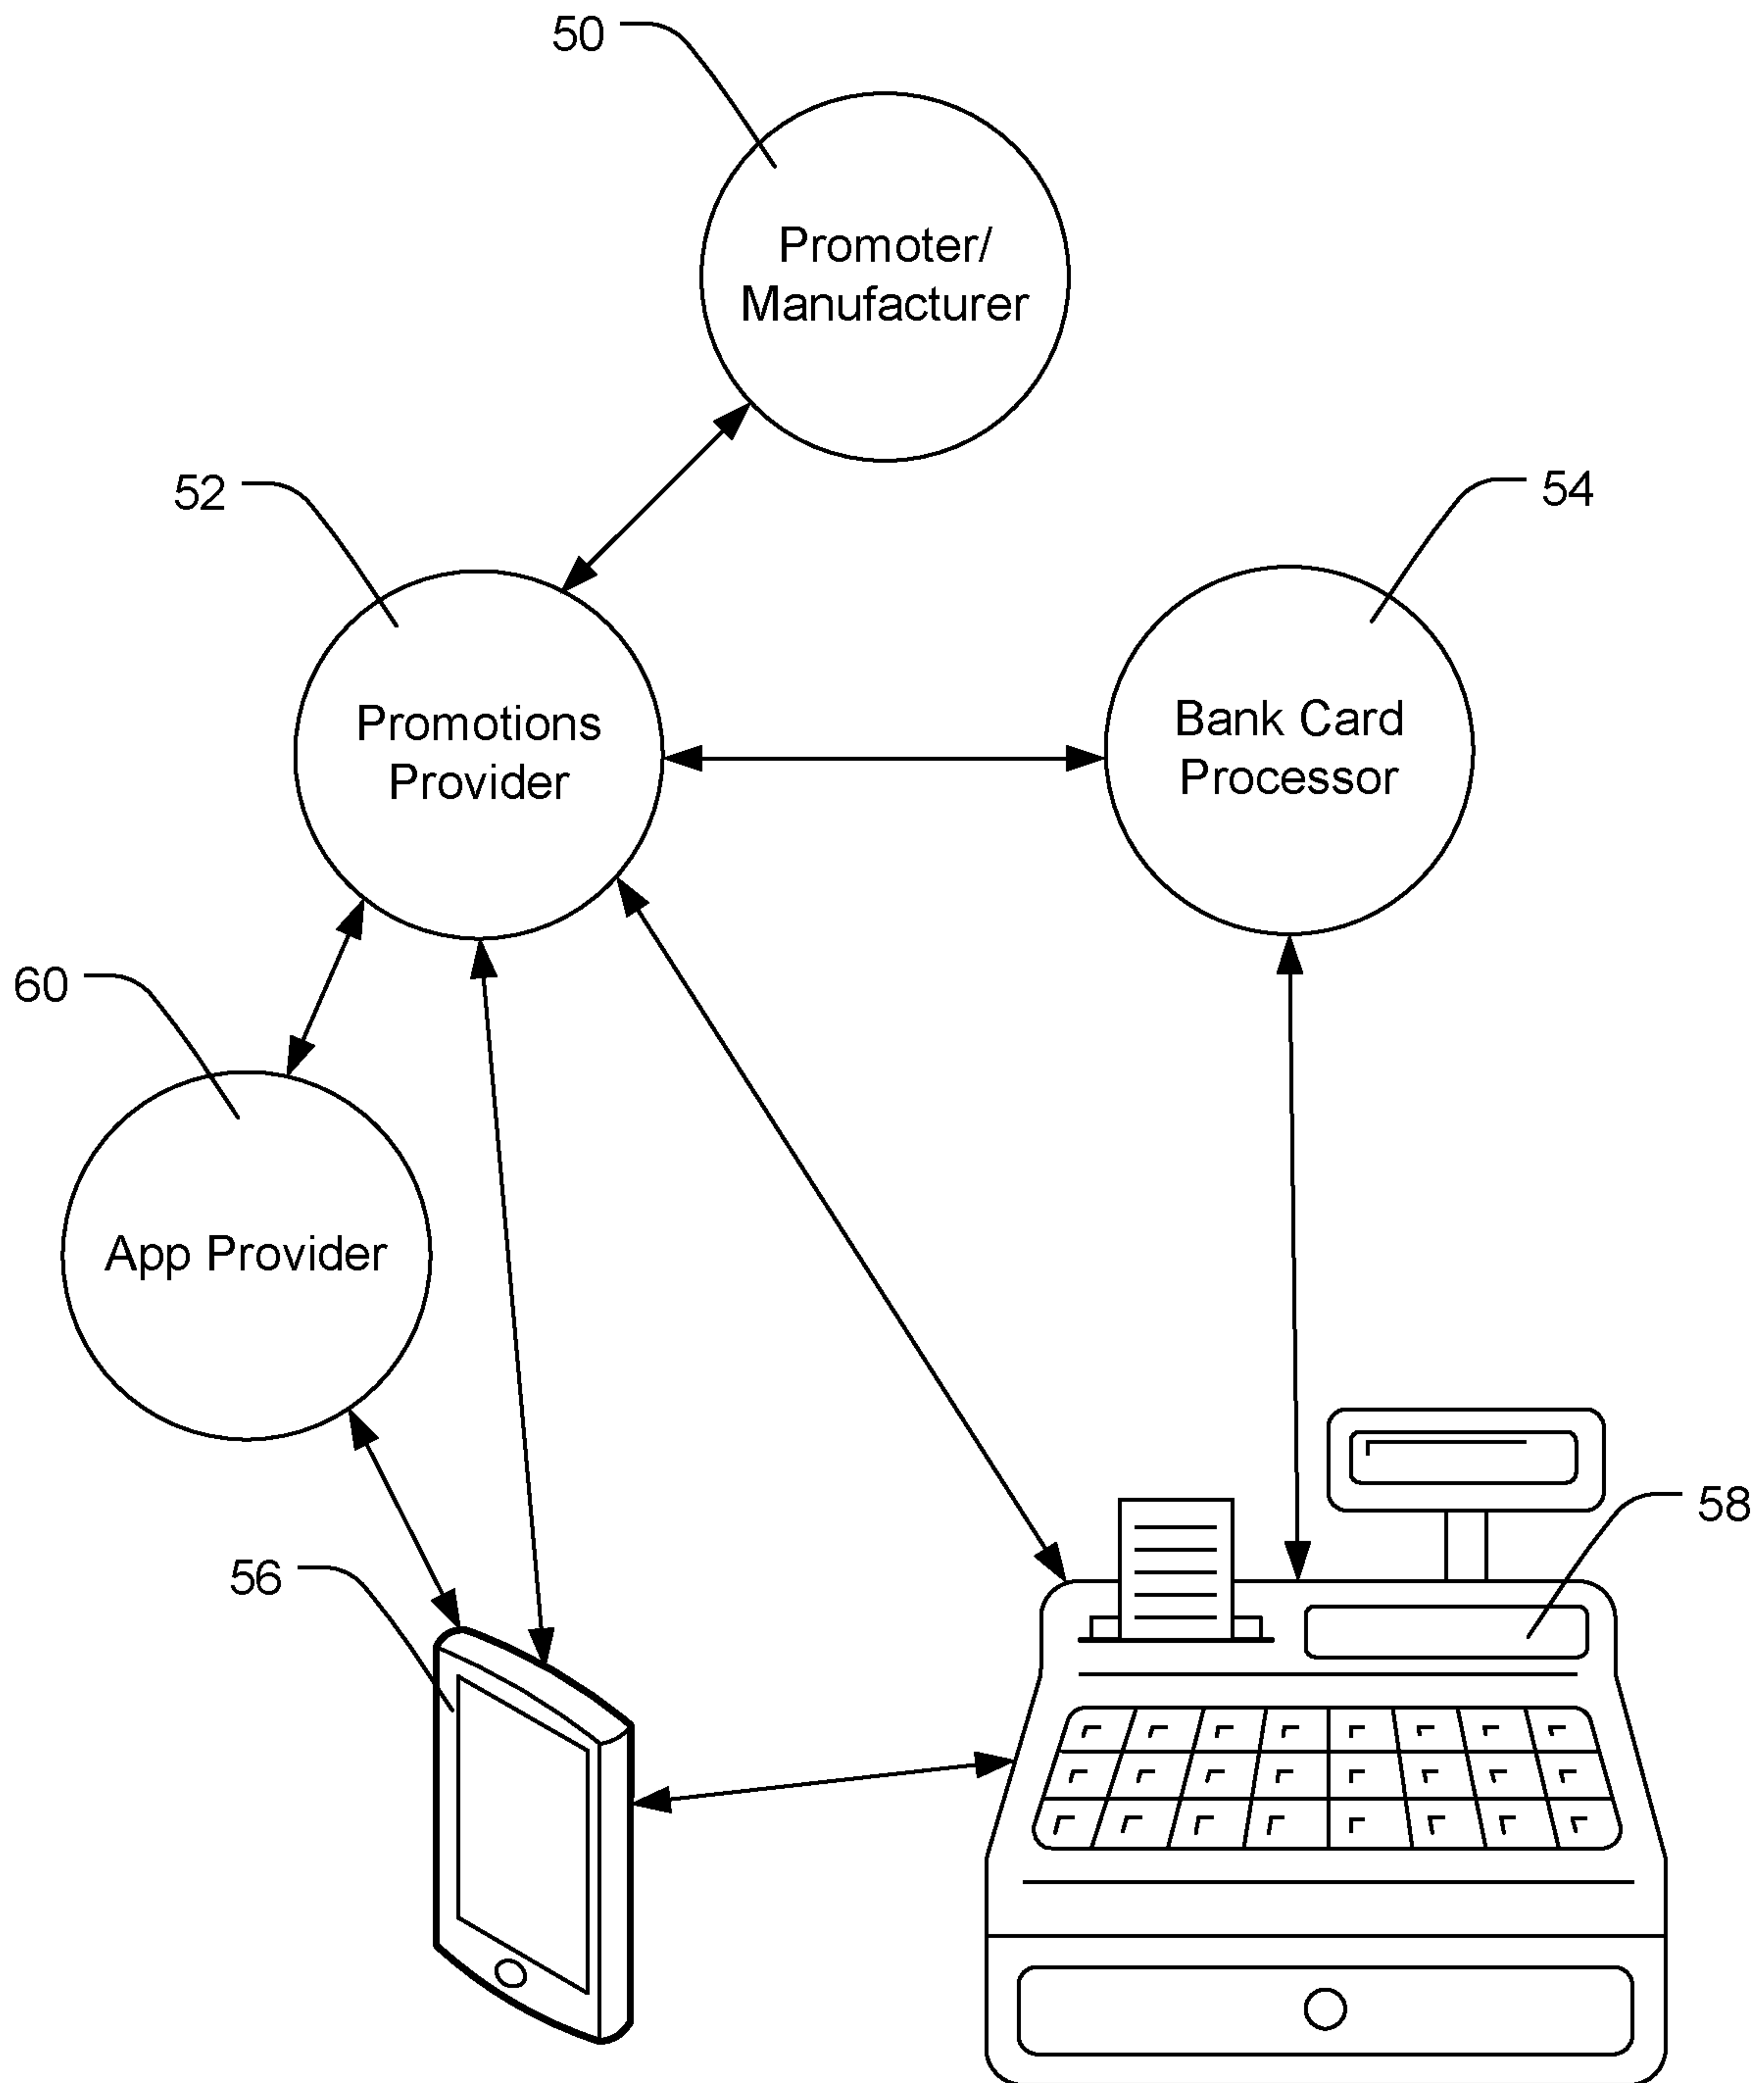 50
Promoter/
Manufacturer
52
54
Promotions
Provider
Bank Card
Processor
60
App Provider
58
56